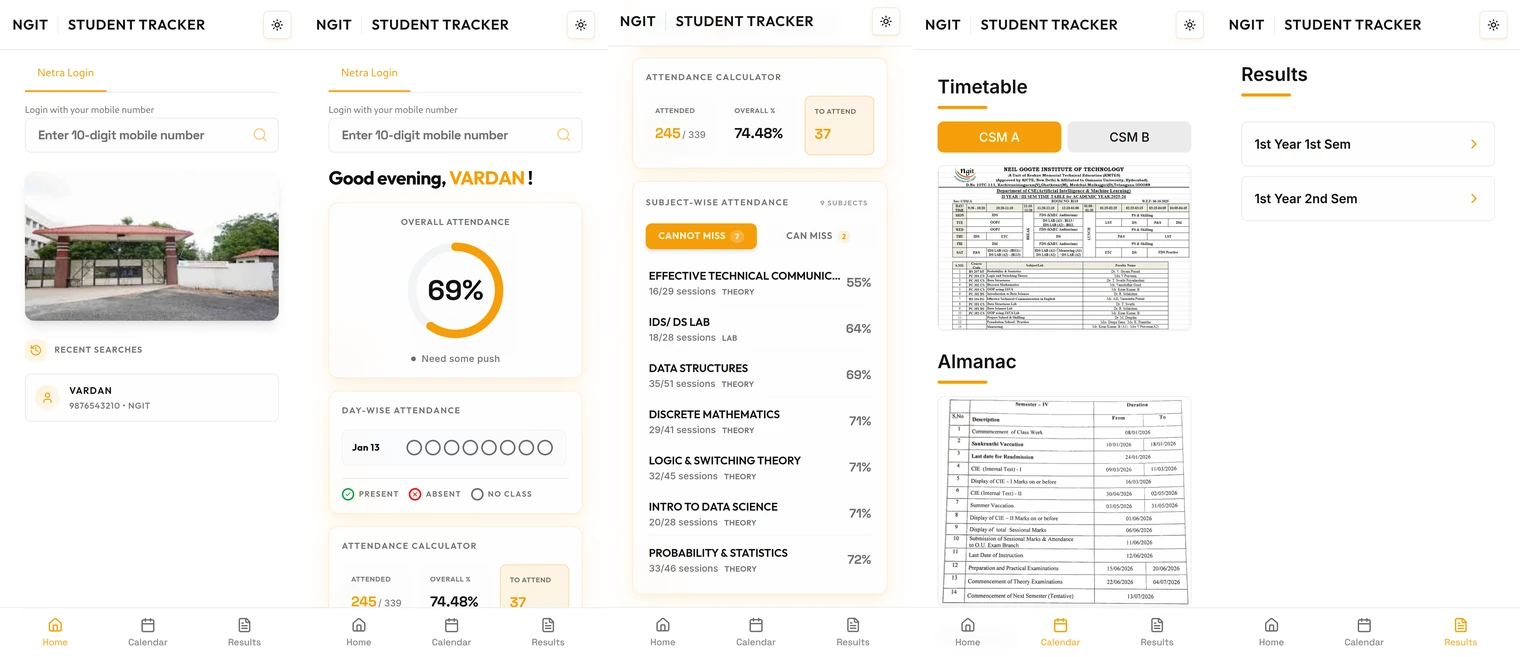 NGIT STUDENT TRACKER
Netra Login
Login with your mobile number
Enter 10-digit mobile number
RECENT SEARCHES
VARDAN
9876543210 • NGIT
Home Calendar Results
NGIT STUDENT TRACKER
Netra Login
Login with your mobile number
Enter 10-digit mobile number
Good evening, VARDAN !
OVERALL ATTENDANCE
69%
Need some push
DAY-WISE ATTENDANCE
Jan 13
PRESENT ABSENT NO CLASS
ATTENDANCE CALCULATOR
ATTENDED OVERALL % TO ATTEND
245 / 339 74.48% 37
Home Calendar Results
NGIT STUDENT TRACKER
ATTENDANCE CALCULATOR
ATTENDED OVERALL % TO ATTEND
245 / 339 74.48% 37
SUBJECT-WISE ATTENDANCE 9 SUBJECTS
CANNOT MISS 7 CAN MISS 2
EFFECTIVE TECHNICAL COMMUNIC... 55%
16/29 sessions THEORY
IDS/ DS LAB 64%
18/28 sessions LAB
DATA STRUCTURES 69%
35/51 sessions THEORY
DISCRETE MATHEMATICS 71%
29/41 sessions THEORY
LOGIC & SWITCHING THEORY 71%
32/45 sessions THEORY
INTRO TO DATA SCIENCE 71%
20/28 sessions THEORY
PROBABILITY & STATISTICS 72%
33/46 sessions THEORY
Home Calendar Results
NGIT STUDENT TRACKER
Timetable
CSM A CSM B
NEIL GOGTE INSTITUTE OF TECHNOLOGY
Almanac
Semester – IV Duration
S.No Description From To
1 Commencement of Class Work 08/01/2026
2 Sankranthi Vaccation 10/01/2026 18/01/2026
3 Last date for Readmission 24/01/2026
4 CIE (Internal Test) - I 09/03/2026 11/03/2026
5 Display of CIE – I Marks on or before 16/03/2026
6 CIE (Internal Test) - II 30/04/2026 02/05/2026
7 Summer Vaccation 03/05/2026 31/05/2026
8 Display of CIE – II Marks on or before 01/06/2026
9 Display of total Sessional Marks 06/06/2026
10 Submission of Sessional Marks & Attendance to O.U. Exam Branch 11/06/2026
11 Last Date of Instruction 12/06/2026
12 Preparation and Practical Examinations 15/06/2026 20/06/2026
13 Commencement of Theory Examinations 22/06/2026 04/07/2026
14 Commencement of Next Semester (Tentative) 13/07/2026
Home Calendar Results
NGIT STUDENT TRACKER
Results
1st Year 1st Sem
1st Year 2nd Sem
Home Calendar Results